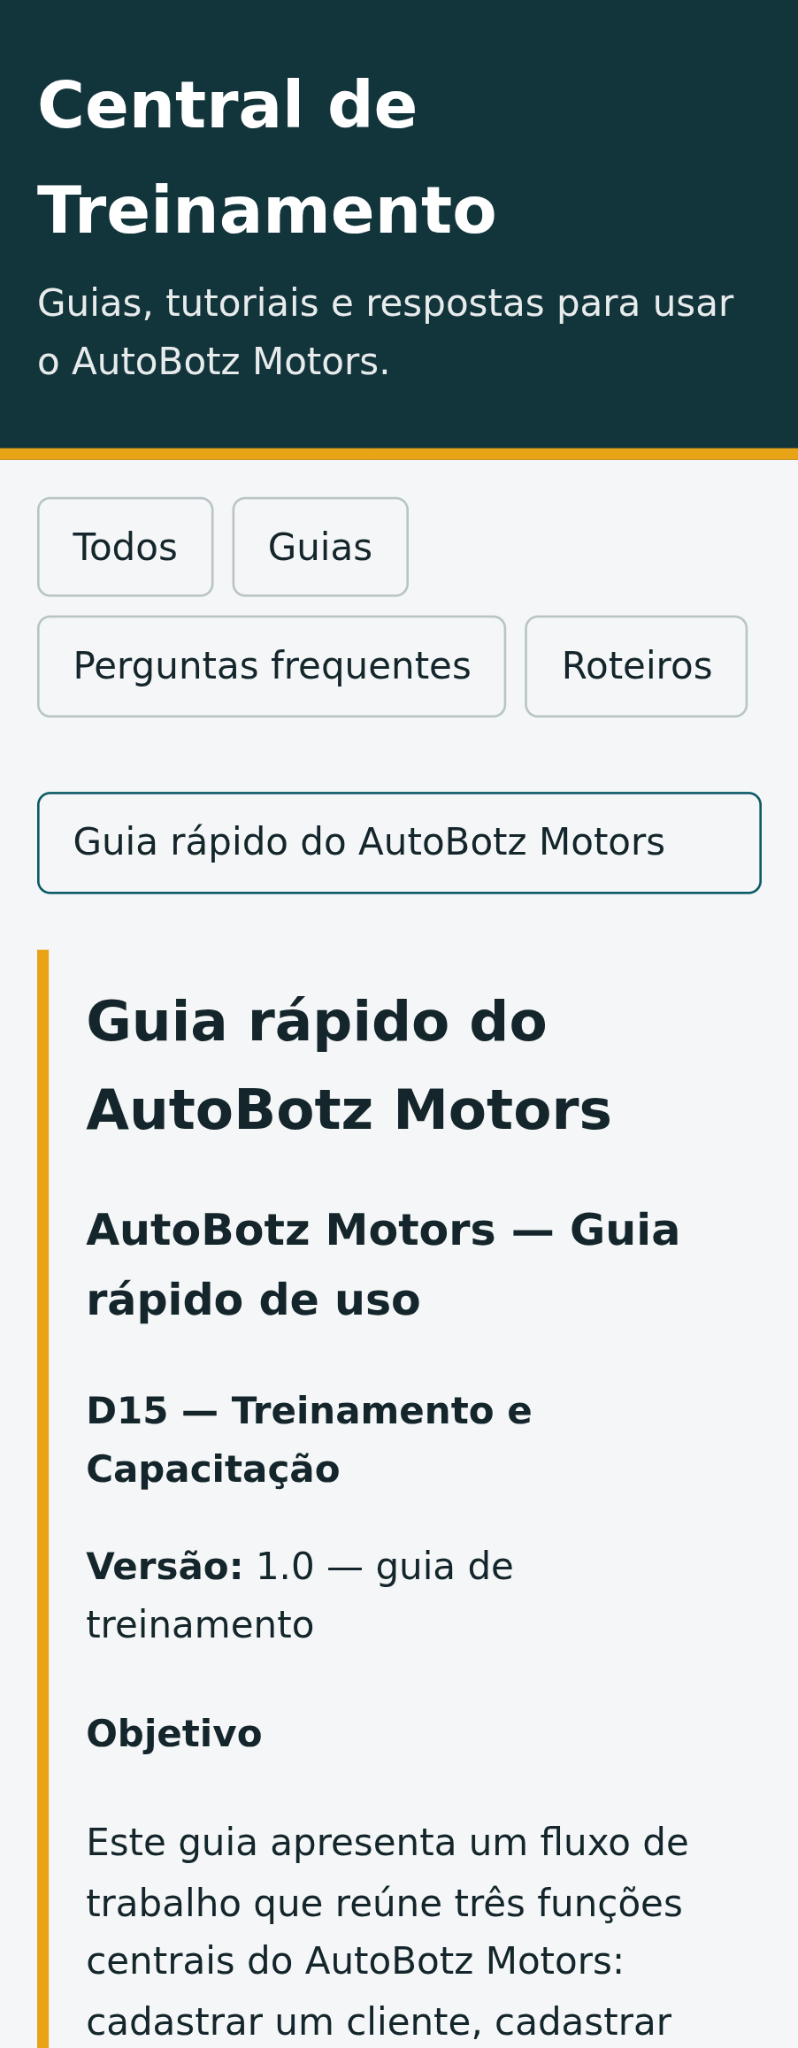 Central de
Treinamento
Guias, tutoriais e respostas para usar
o AutoBotz Motors.
Todos
Guias
Perguntas frequentes
Roteiros
Guia rápido do AutoBotz Motors
Guia rápido do
AutoBotz Motors
AutoBotz Motors — Guia
rápido de uso
D15 — Treinamento e
Capacitação
Versão: 1.0 — guia de
treinamento
Objetivo
Este guia apresenta um fluxo de
trabalho que reúne três funções
centrais do AutoBotz Motors:
cadastrar um cliente, cadastrar